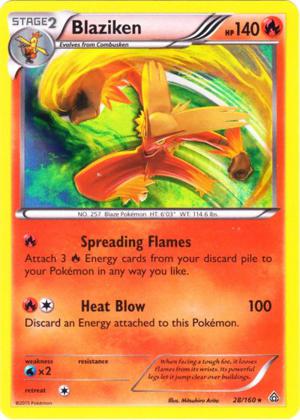 STAGE2 Blaziken HP 140
Evolves from Combusken
NO. 257 Blaze Pokémon HT. 6'03" WT. 114.6 lbs.
Spreading Flames
Attach 3 Energy cards from your discard pile to
your Pokémon in any way you like.
Heat Blow 100
Discard an Energy attached to this Pokémon.
weakness resistance
×2
retreat
When facing a tough foe, it looses
flames from its wrists. Its powerful
legs let it jump clear over buildings.
©2015 Pokémon Illus. Mitsuhiro Arita 28/160